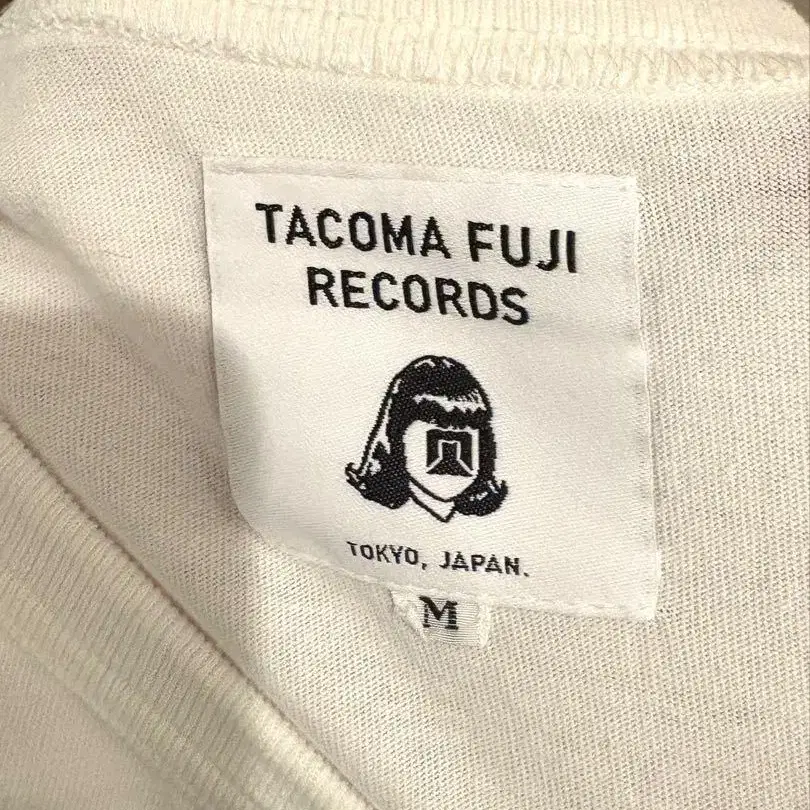 TACOMA FUJI
RECORDS
TOKYO, JAPAN.
M